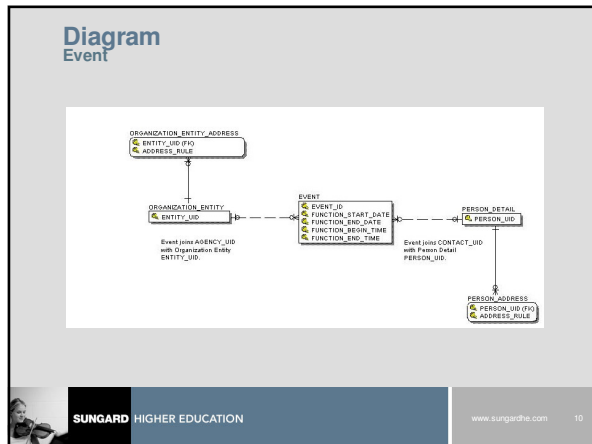 Diagram
Event
ORGANIZATION_ENTITY_ADDRESS
ENTITY_UID (FK)
ADDRESS_RULE
ORGANIZATION_ENTITY
ENTITY_UID
Event joins AGENCY_UID
with Organization Entity
ENTITY_UID.
EVENT
EVENT_ID
FUNCTION_START_DATE
FUNCTION_END_DATE
FUNCTION_BEGIN_TIME
FUNCTION_END_TIME
Event joins CONTACT_UID
with Person Detail
PERSON_UID.
PERSON_DETAIL
PERSON_UID
PERSON_ADDRESS
PERSON_UID (FK)
ADDRESS_RULE
SUNGARD HIGHER EDUCATION
www.sungardhe.com
10